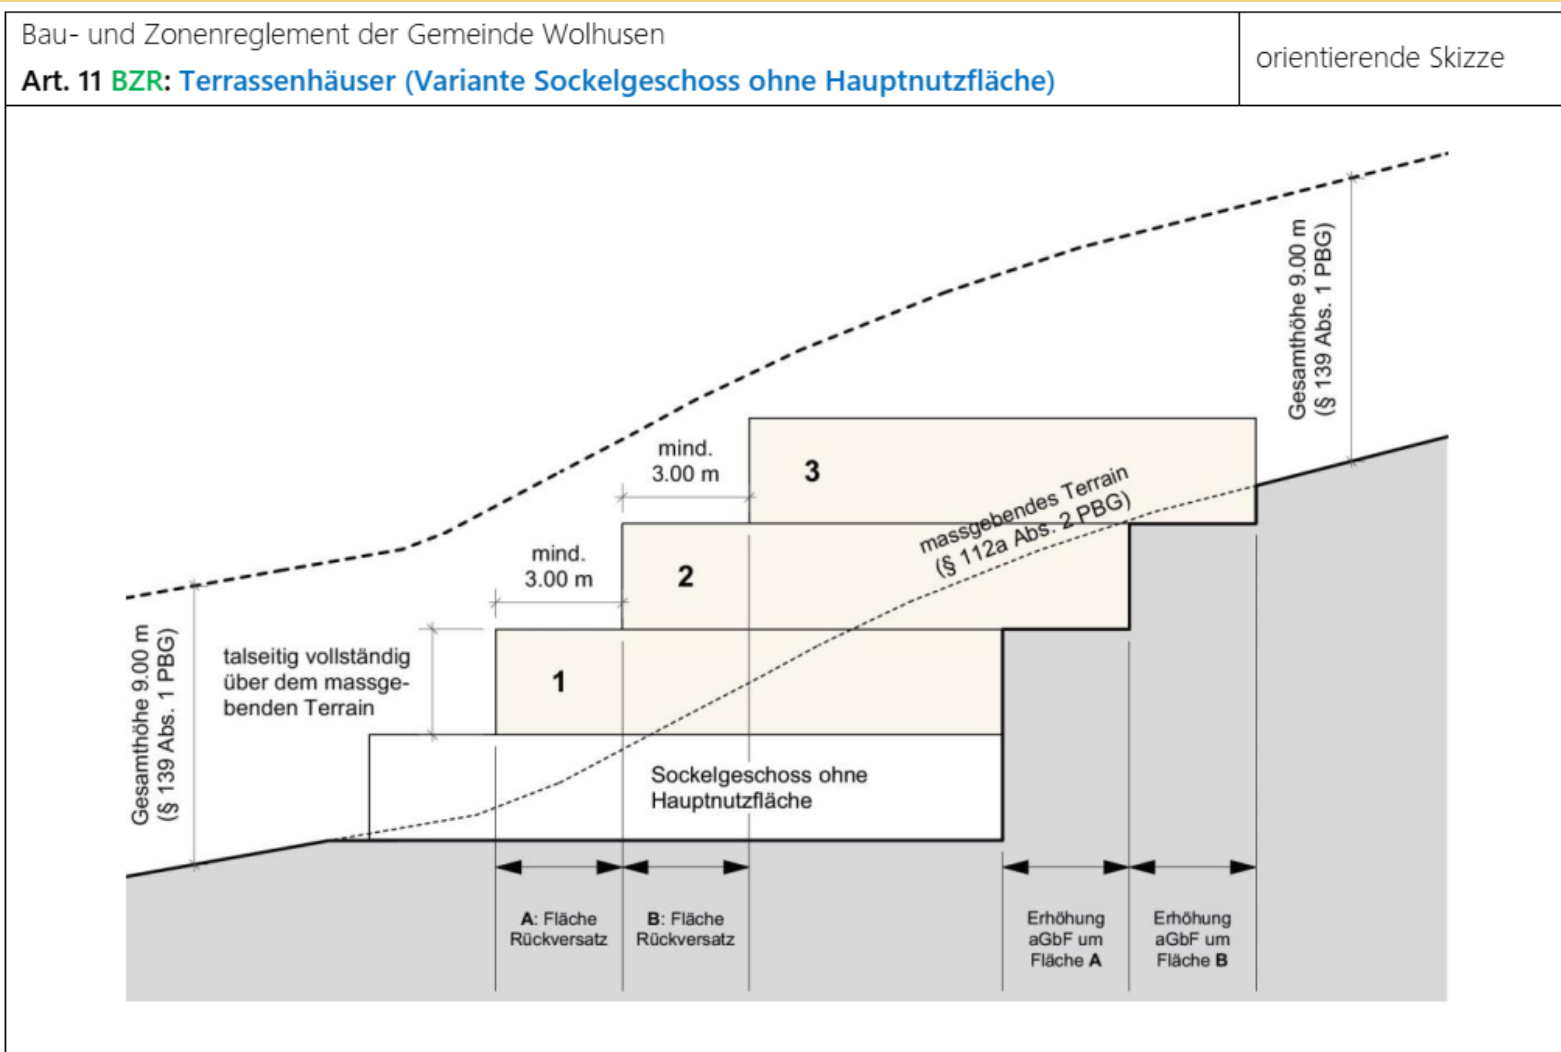 Bau- und Zonenreglement der Gemeinde Wolhusen
Art. 11 BZR: Terrassenhäuser (Variante Sockelgeschoss ohne Hauptnutzfläche)
orientierende Skizze
Gesamthöhe 9.00 m
(§ 139 Abs. 1 PBG)
mind.
3.00 m
3
massgebendes Terrain
(§ 112a Abs. 2 PBG)
mind.
3.00 m
2
Gesamthöhe 9.00 m
(§ 139 Abs. 1 PBG)
talseitig vollständig
über dem massge-
benden Terrain
1
Sockelgeschoss ohne
Hauptnutzfläche
A: Fläche
Rückversatz
B: Fläche
Rückversatz
Erhöhung
aGbF um
Fläche A
Erhöhung
aGbF um
Fläche B